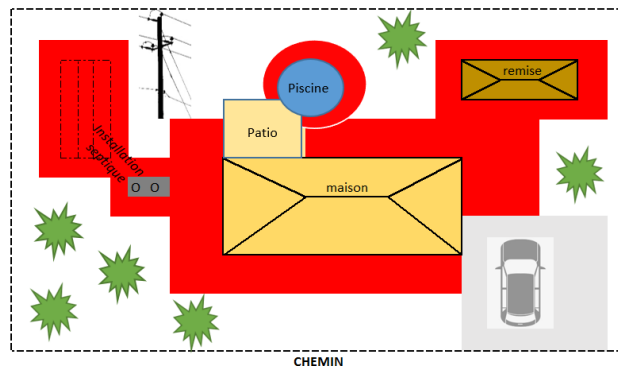 remise
Piscine
Patio
Installation
septique
maison
CHEMIN